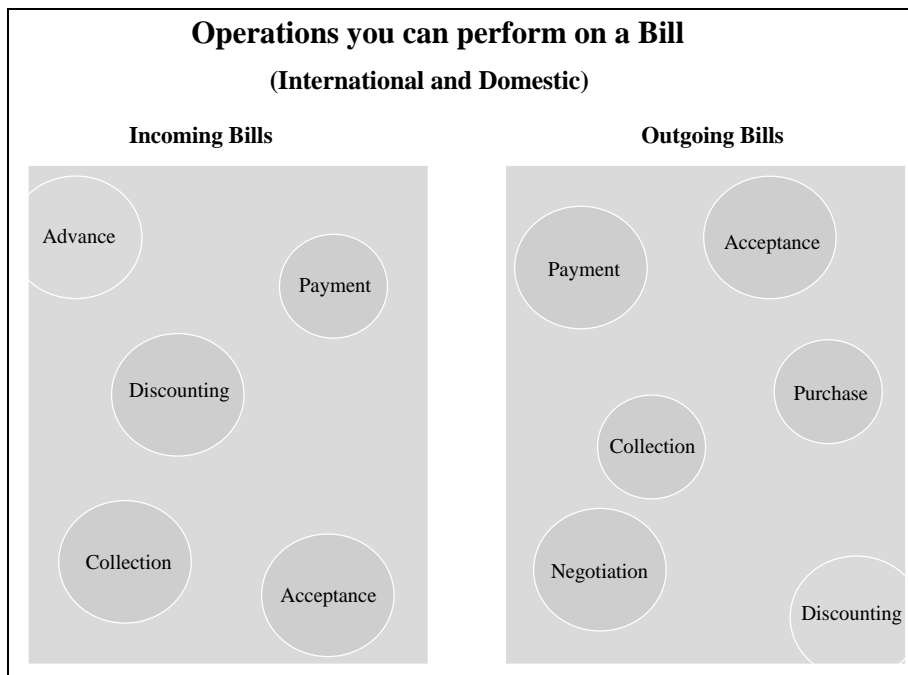 Operations you can perform on a Bill
(International and Domestic)
Incoming Bills
Advance
Payment
Discounting
Collection
Acceptance
Outgoing Bills
Acceptance
Payment
Purchase
Collection
Negotiation
Discounting